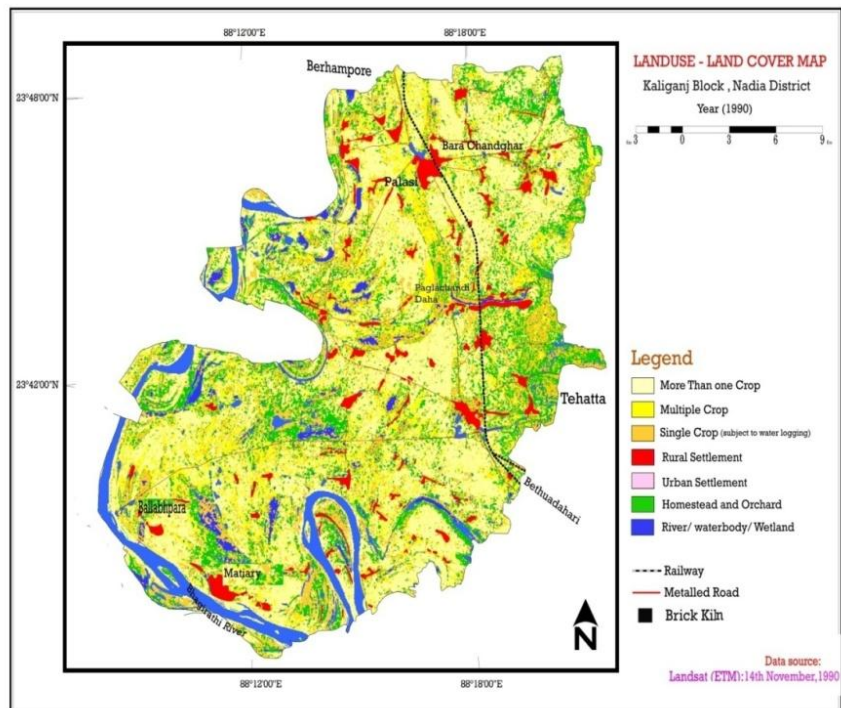 88°12'00"E
88°18'00"E
Berhampore
23°48'00"N
Bara Chandghar
Palasi
Paglachandi
Daha
23°42'00"N
Tehatta
Bethuadahari
Ballabhpara
Matiary
Bhagirathi River
N
88°12'00"E
88°18'00"E
LANDUSE - LAND COVER MAP
Kaliganj Block , Nadia District
Year (1990)
3 0 3 6 9
Legend
More Than one Crop
Multiple Crop
Single Crop (subject to water logging)
Rural Settlement
Urban Settlement
Homestead and Orchard
River/ waterbody/ Wetland
Railway
Metalled Road
Brick Kiln
Data source:
Landsat (ETM):14th November,1990